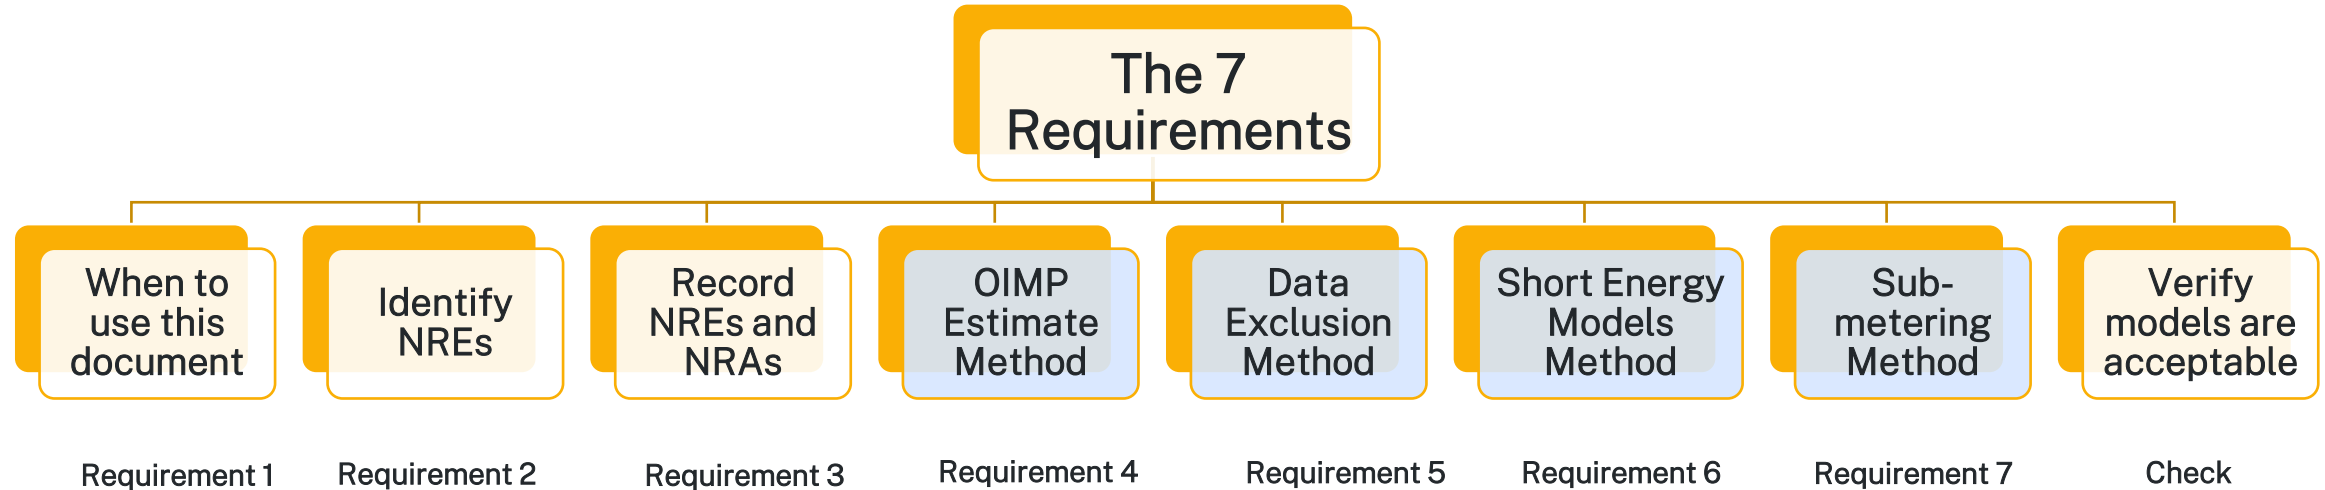 The 7
Requirements
When to
use this
document
Identify
NREs
Record
NREs and
NRAs
OIMP
Estimate
Method
Data
Exclusion
Method
Short Energy
Models
Method
Sub-
metering
Method
Verify
models are
acceptable
Requirement 1
Requirement 2
Requirement 3
Requirement 4
Requirement 5
Requirement 6
Requirement 7
Check